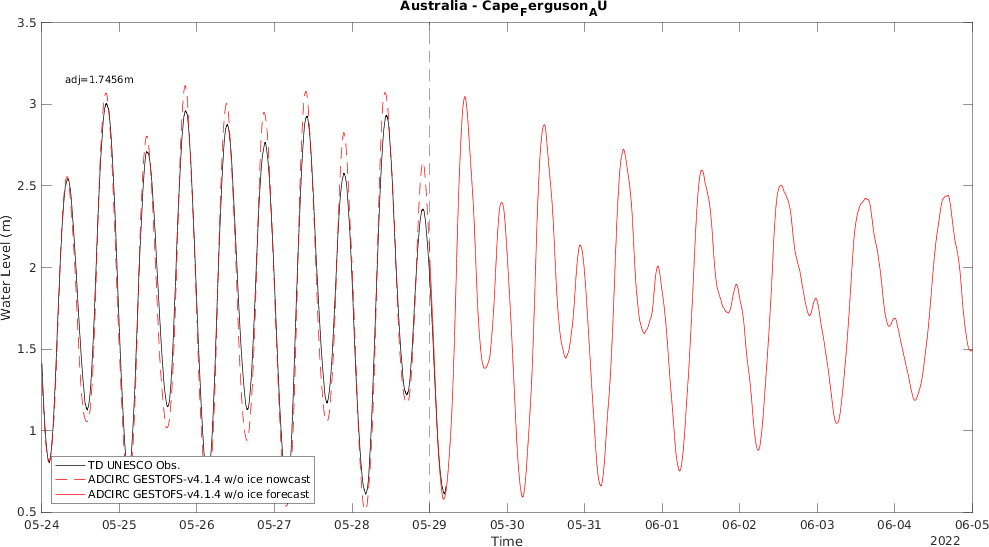 Australia - CapeFergusonAU
3.5
adj=1.7456m
3
2.5
2
1.5
1
0.5
Water Level (m)
TD UNESCO Obs.
ADCIRC GESTOFS-v4.1.4 w/o ice nowcast
ADCIRC GESTOFS-v4.1.4 w/o ice forecast
05-24 05-25 05-26 05-27 05-28 05-29 05-30 05-31 06-01 06-02 06-03 06-04 06-05
Time
2022